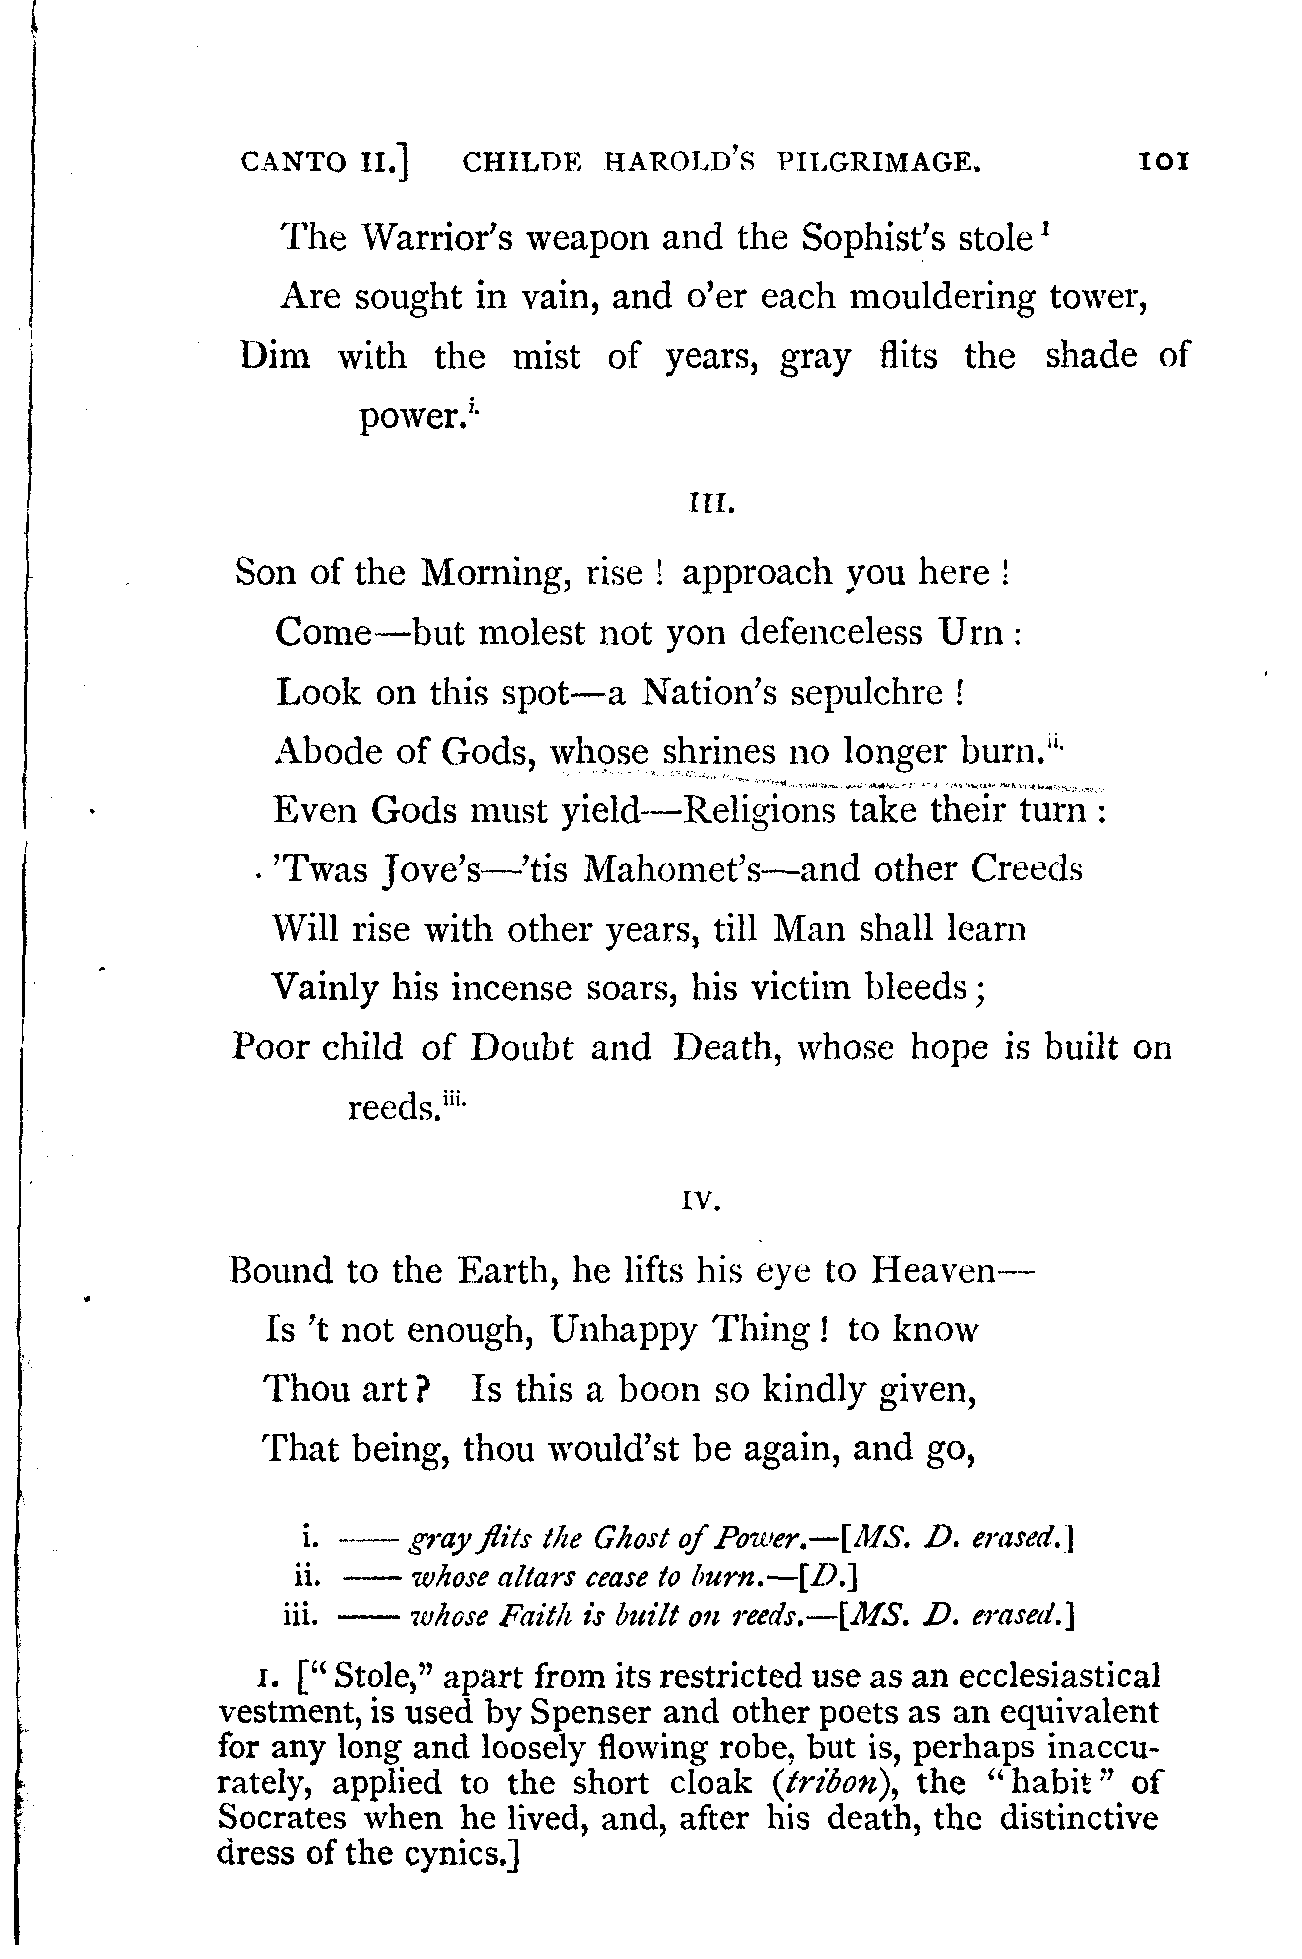 CANTO II.] CHILDE HAROLD'S PILGRIMAGE. 101
The Warrior's weapon and the Sophist's stole ¹
Are sought in vain, and o'er each mouldering tower,
Dim with the mist of years, gray flits the shade of
power.i.
III.
Son of the Morning, rise ! approach you here !
Come—but molest not yon defenceless Urn :
Look on this spot—a Nation's sepulchre !
Abode of Gods, whose shrines no longer burn.ii.
Even Gods must yield—Religions take their turn :
'Twas Jove's—'tis Mahomet's—and other Creeds
Will rise with other years, till Man shall learn
Vainly his incense soars, his victim bleeds ;
Poor child of Doubt and Death, whose hope is built on
reeds.iii.
IV.
Bound to the Earth, he lifts his eye to Heaven—
Is 't not enough, Unhappy Thing ! to know
Thou art ? Is this a boon so kindly given,
That being, thou would'st be again, and go,
i. —— gray flits the Ghost of Power.—[MS. D. erased.]
ii. —— whose altars cease to burn.—[D.]
iii. —— whose Faith is built on reeds.—[MS. D. erased.]
1. [" Stole," apart from its restricted use as an ecclesiastical
vestment, is used by Spenser and other poets as an equivalent
for any long and loosely flowing robe, but is, perhaps inaccu-
rately, applied to the short cloak (tribon), the "habit" of
Socrates when he lived, and, after his death, the distinctive
dress of the cynics.]